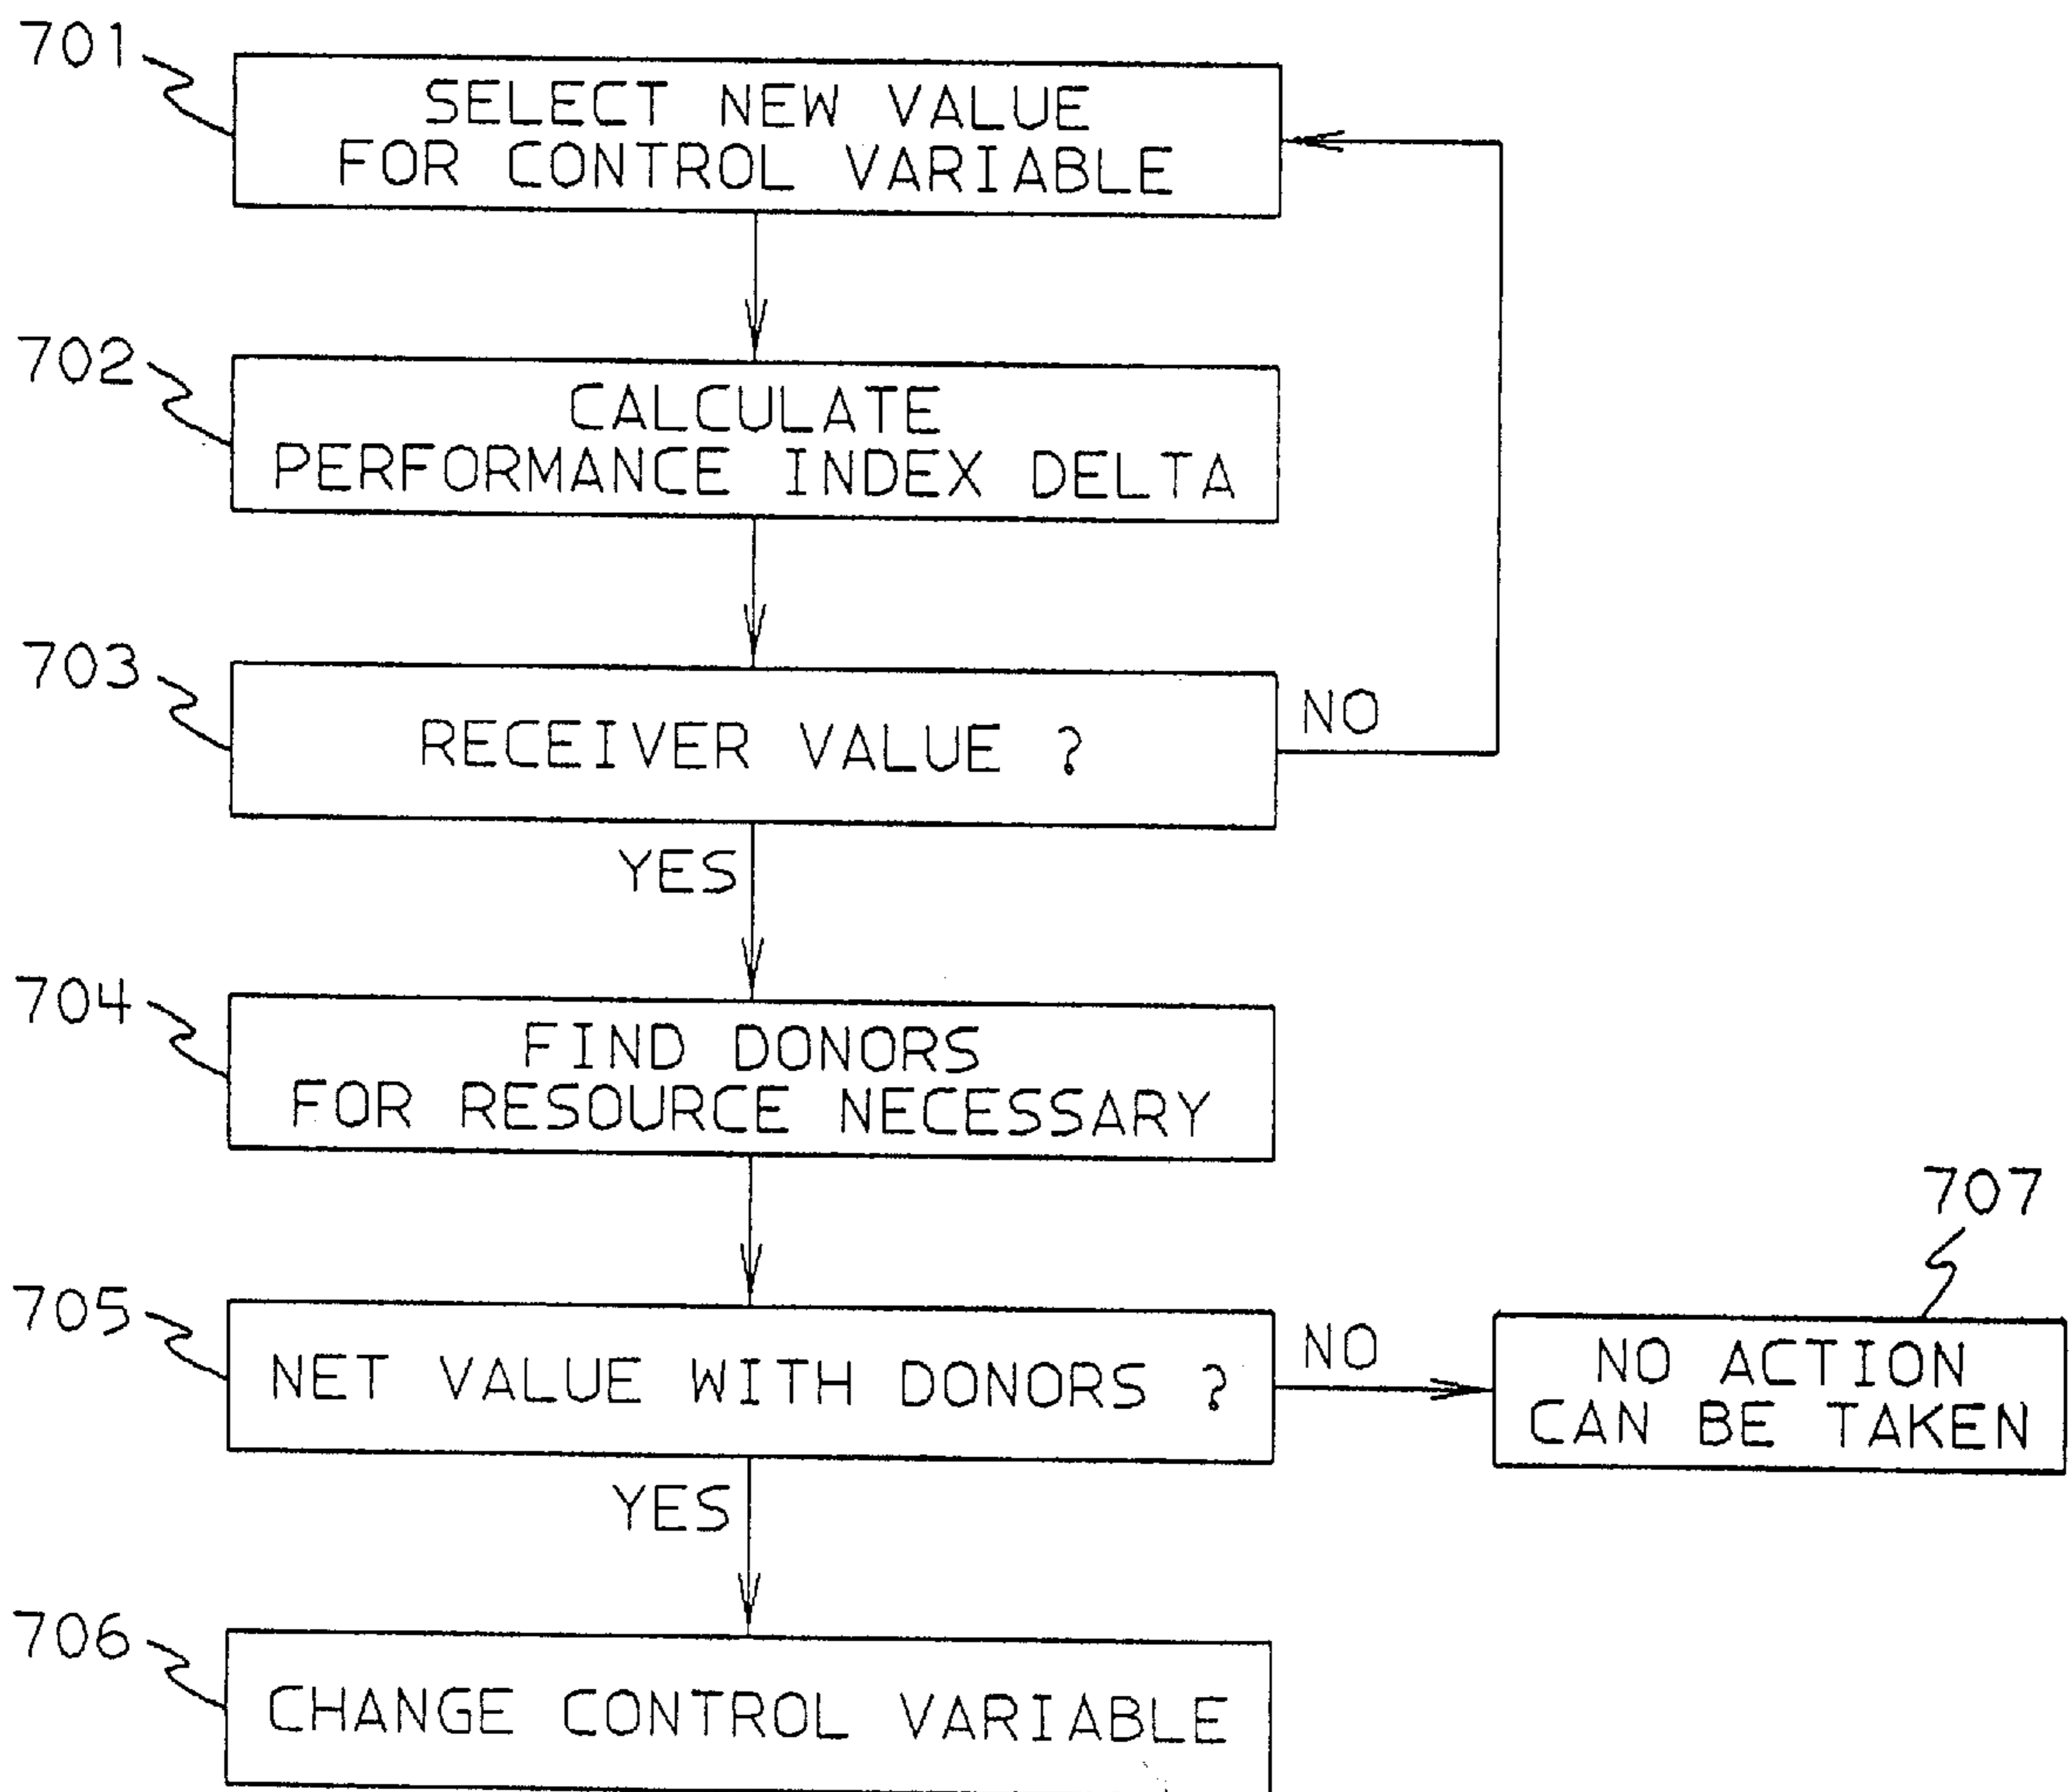 701
SELECT NEW VALUE
FOR CONTROL VARIABLE
702
CALCULATE
PERFORMANCE INDEX DELTA
703
RECEIVER VALUE ?
NO
YES
704
FIND DONORS
FOR RESOURCE NECESSARY
707
705
NET VALUE WITH DONORS ?
NO
NO ACTION
CAN BE TAKEN
YES
706
CHANGE CONTROL VARIABLE